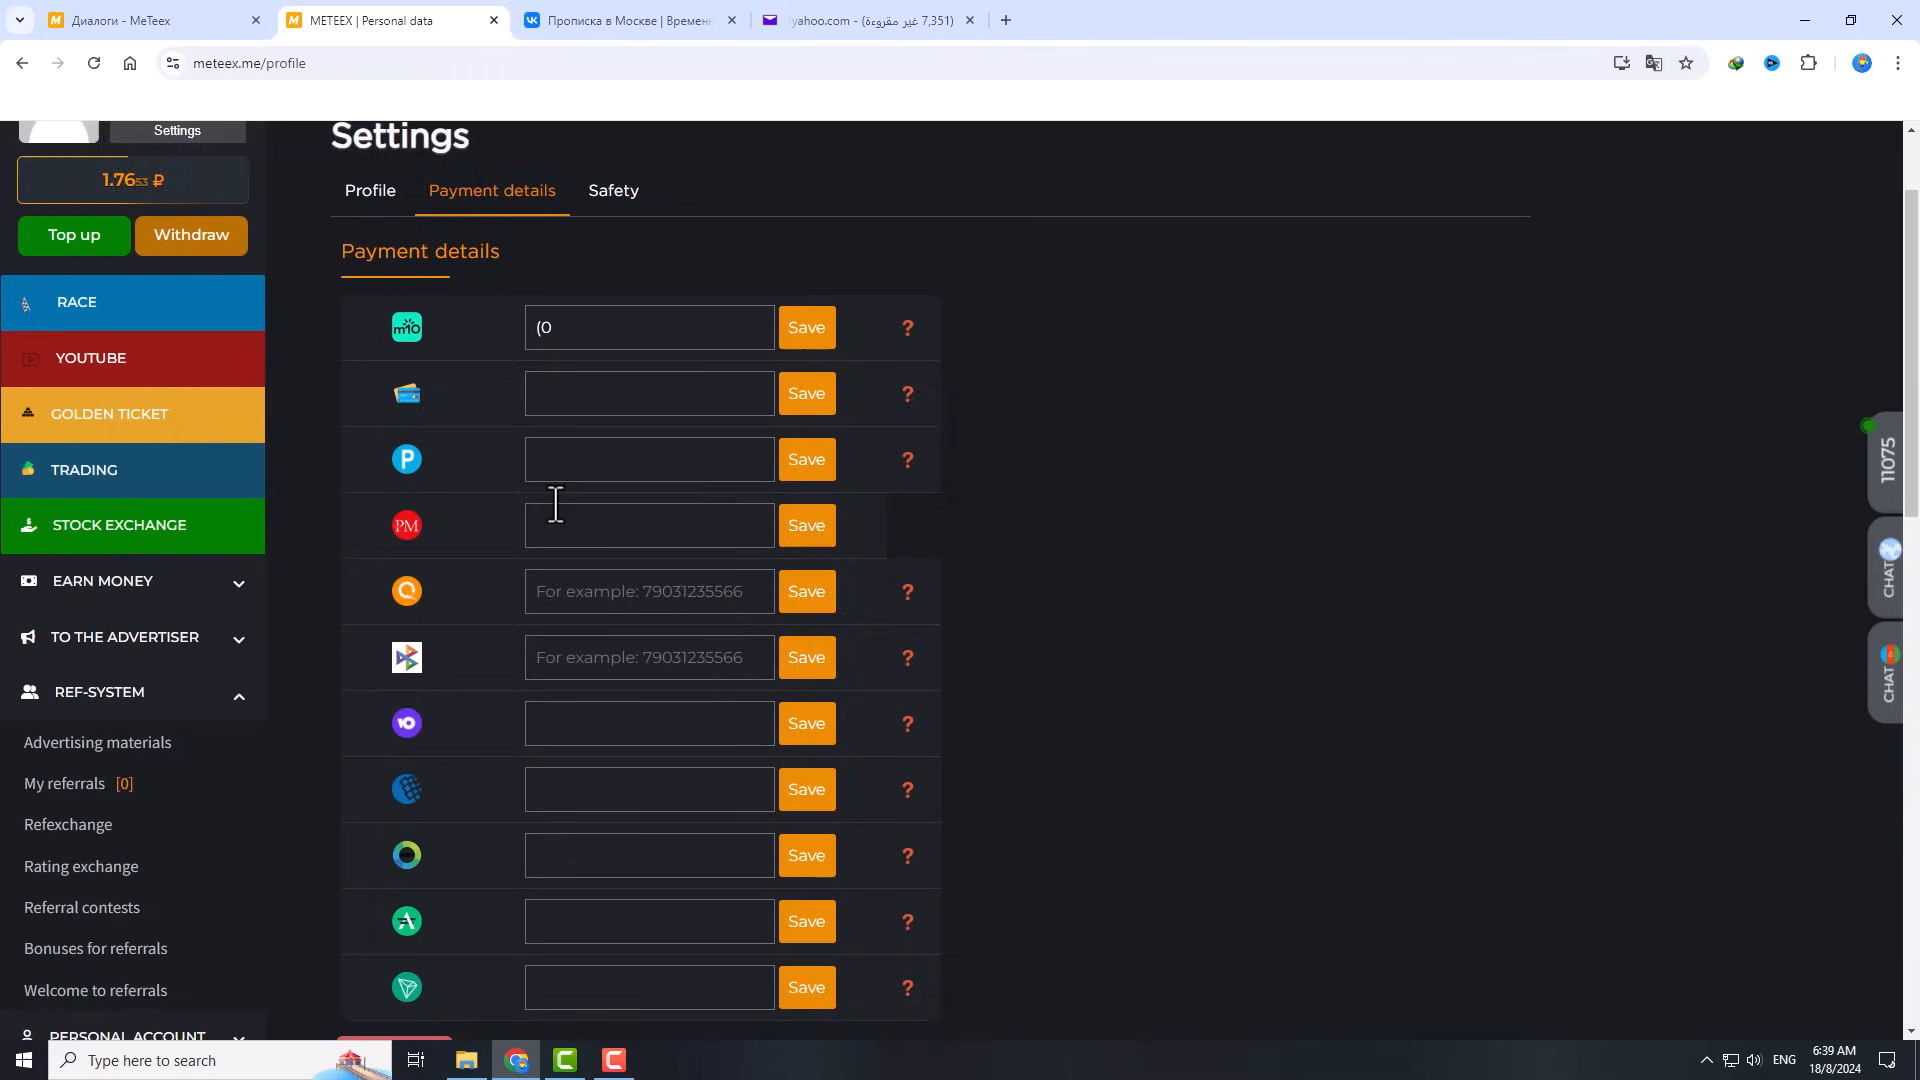 Диалоги - MeTeex
METEEX | Personal data
Прописка в Москве | Времен
yahoo.com - (7,351 غير مقروءة)
meteex.me/profile
Settings
1.7653 ₽
Top up
Withdraw
RACE
YOUTUBE
GOLDEN TICKET
TRADING
STOCK EXCHANGE
EARN MONEY
TO THE ADVERTISER
REF-SYSTEM
Advertising materials
My referrals [0]
Refexchange
Rating exchange
Referral contests
Bonuses for referrals
Welcome to referrals
PERSONAL ACCOUNT
Settings
Profile
Payment details
Safety
Payment details
m10
(0
Save
?
Save
?
P
Save
?
PM
Save
For example: 79031235566
Save
?
For example: 79031235566
Save
?
Save
?
Save
?
Save
?
Save
?
Save
?
11075
CHAT
CHAT
Type here to search
ENG
6:39 AM
18/8/2024